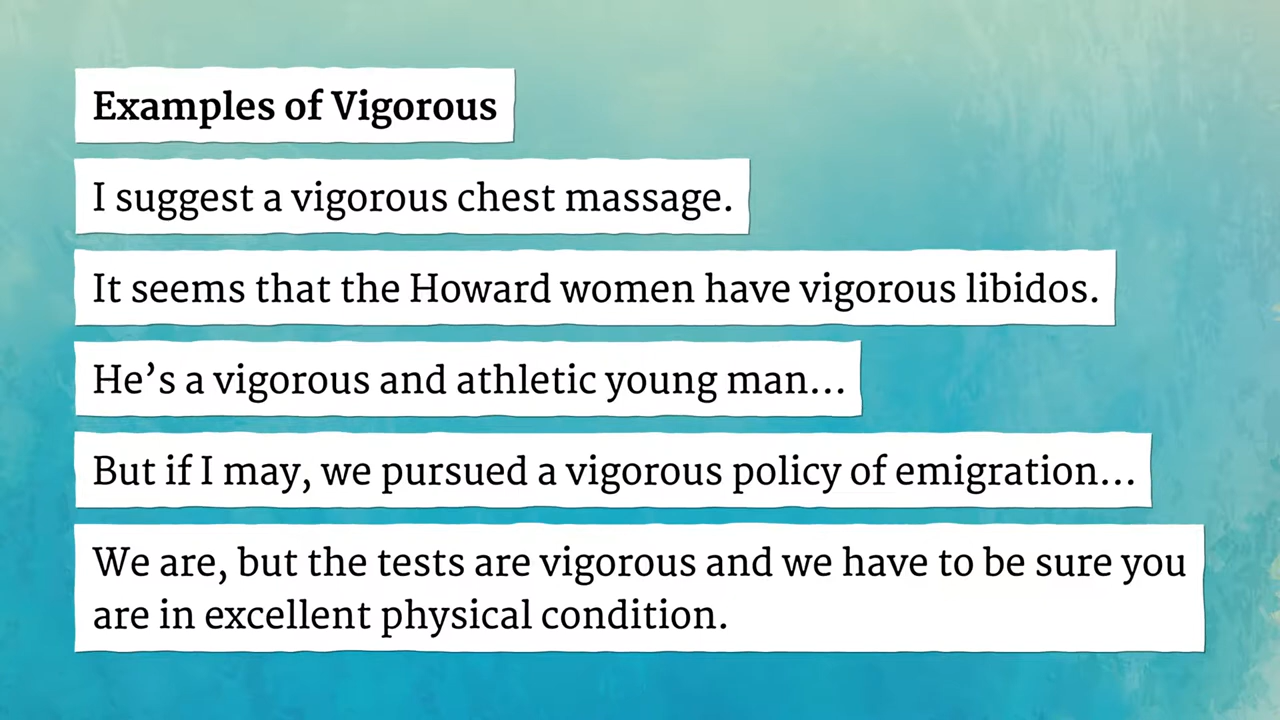 Examples of Vigorous
I suggest a vigorous chest massage.
It seems that the Howard women have vigorous libidos.
He’s a vigorous and athletic young man…
But if I may, we pursued a vigorous policy of emigration…
We are, but the tests are vigorous and we have to be sure you
are in excellent physical condition.